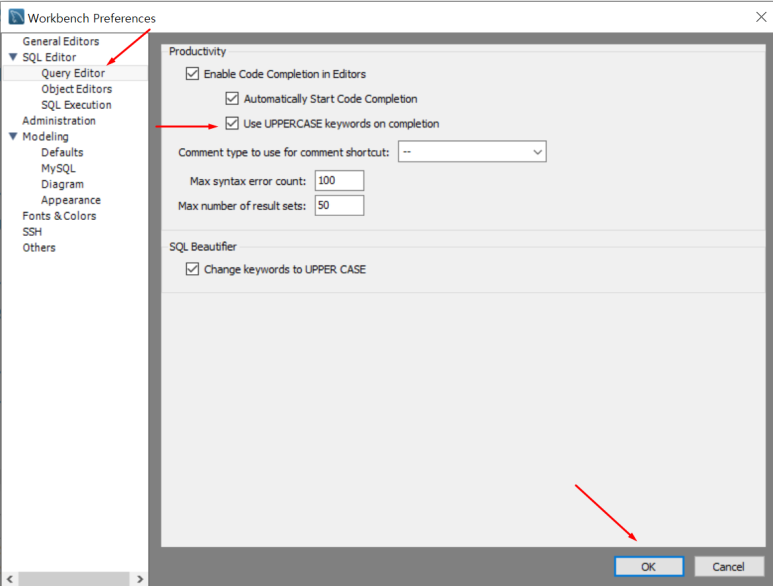 Workbench Preferences
General Editors
SQL Editor
Query Editor
Object Editors
SQL Execution
Administration
Modeling
Defaults
MySQL
Diagram
Appearance
Fonts & Colors
SSH
Others
Productivity
Enable Code Completion in Editors
Automatically Start Code Completion
Use UPPERCASE keywords on completion
Comment type to use for comment shortcut: --
Max syntax error count: 100
Max number of result sets: 50
SQL Beautifier
Change keywords to UPPER CASE
OK Cancel